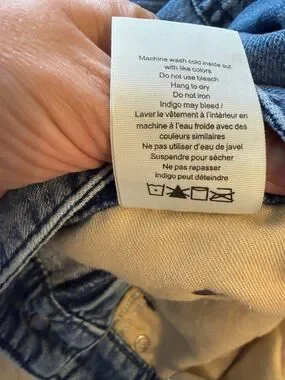 Machine wash cold inside out
with like colors
Do not use bleach
Hang to dry
Do not iron
Indigo may bleed /
Laver le vêtement à l'intérieur en
machine à l'eau froide avec des
couleurs similaires
Ne pas utiliser d'eau de javel
Suspendre pour sécher
Ne pas repasser
Indigo peut déteindre